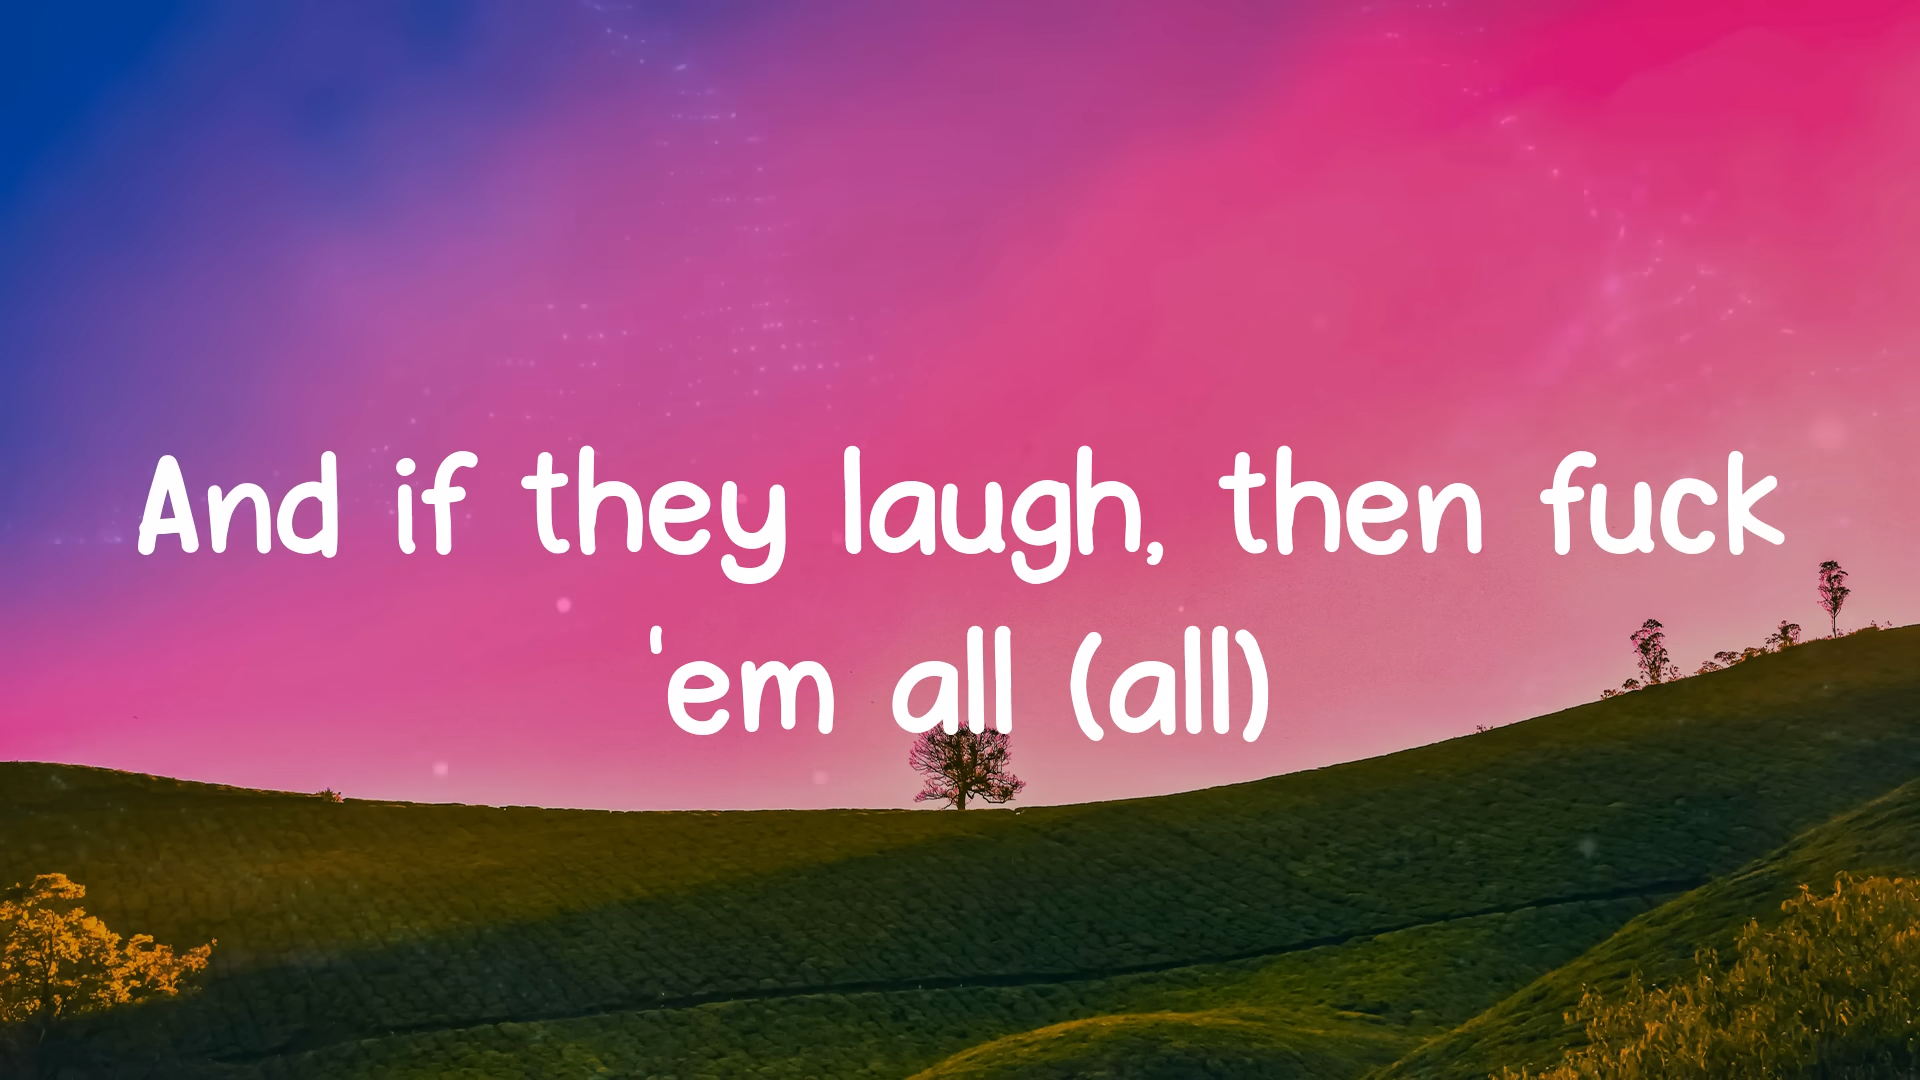 And if they laugh, then fuck
'em all (all)